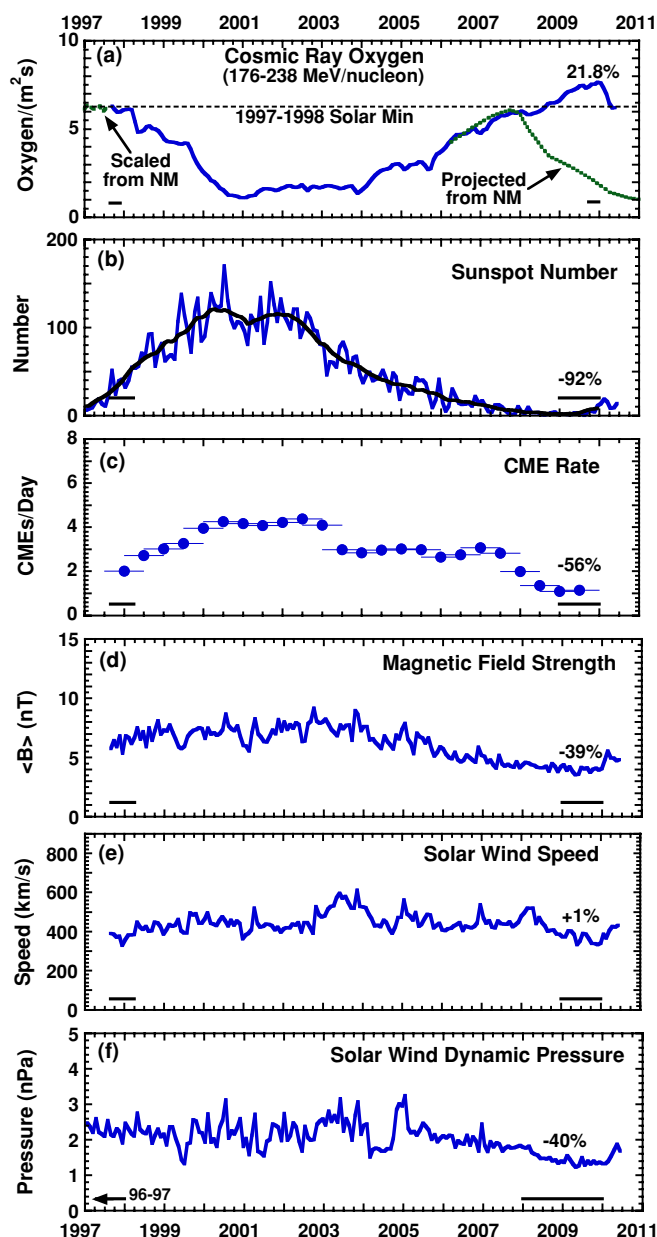 1997 1999 2001 2003 2005 2007 2009 2011
10
5
0
Oxygen/(m²s)
(a)
Cosmic Ray Oxygen
(176-238 MeV/nucleon)
21.8%
1997-1998 Solar Min
Scaled
from NM
Projected
from NM
200
100
0
Number
(b)
Sunspot Number
-92%
8
6
4
2
0
CMEs/Day
(c)
CME Rate
-56%
15
10
5
0
<B> (nT)
(d)
Magnetic Field Strength
-39%
800
600
400
200
0
Speed (km/s)
(e)
Solar Wind Speed
+1%
5
4
3
2
1
0
Pressure (nPa)
(f)
Solar Wind Dynamic Pressure
-40%
96-97
1997 1999 2001 2003 2005 2007 2009 2011